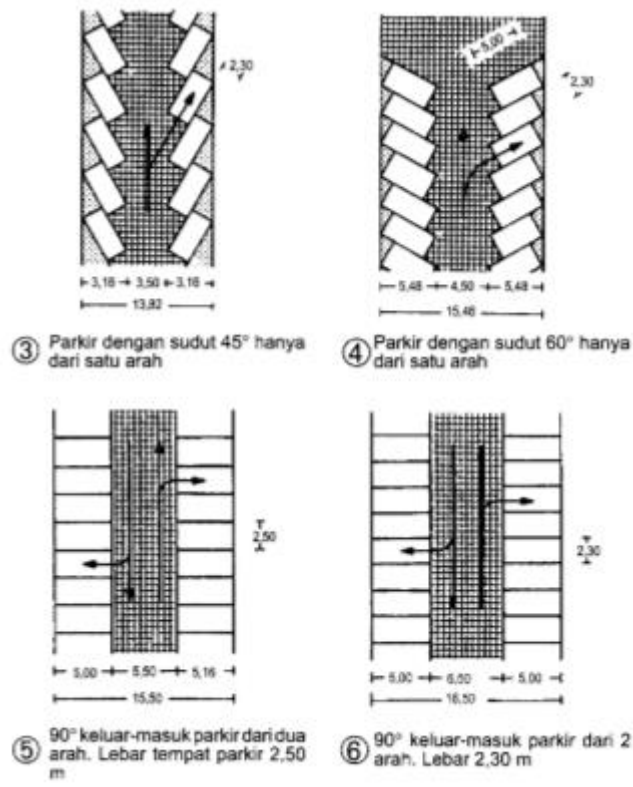 2,30
3,16 3,50 3.16
13,82
③ Parkir dengan sudut 45° hanya
dari satu arah
5,00
2,30
5,48 4,50 5,48
15,46
④ Parkir dengan sudut 60° hanya
dari satu arah
2,50
5,00 5,50 5,16
15,50
⑤ 90° keluar-masuk parkir dari dua
arah. Lebar tempat parkir 2,50
m
2,30
5,00 6,50 5,00
16,50
⑥ 90° keluar-masuk parkir dari 2
arah. Lebar 2,30 m